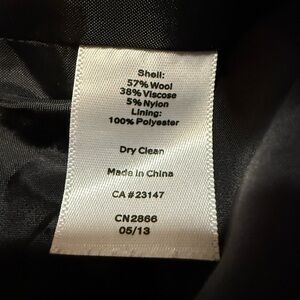 Shell:
57% Wool
38% Viscose
5% Nylon
Lining:
100% Polyester
Dry Clean
Made in China
CA #23147
CN2866
05/13